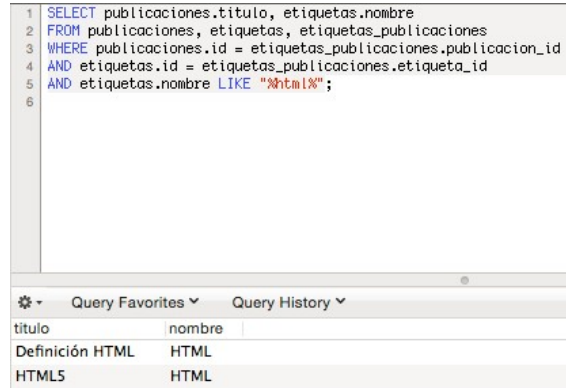 1 SELECT publicaciones.titulo, etiquetas.nombre
2 FROM publicaciones, etiquetas, etiquetas_publicaciones
3 WHERE publicaciones.id = etiquetas_publicaciones.publicacion_id
4 AND etiquetas.id = etiquetas_publicaciones.etiqueta_id
5 AND etiquetas.nombre LIKE "%html%";
6
Query Favorites Query History
titulo nombre
Definición HTML HTML
HTML5 HTML